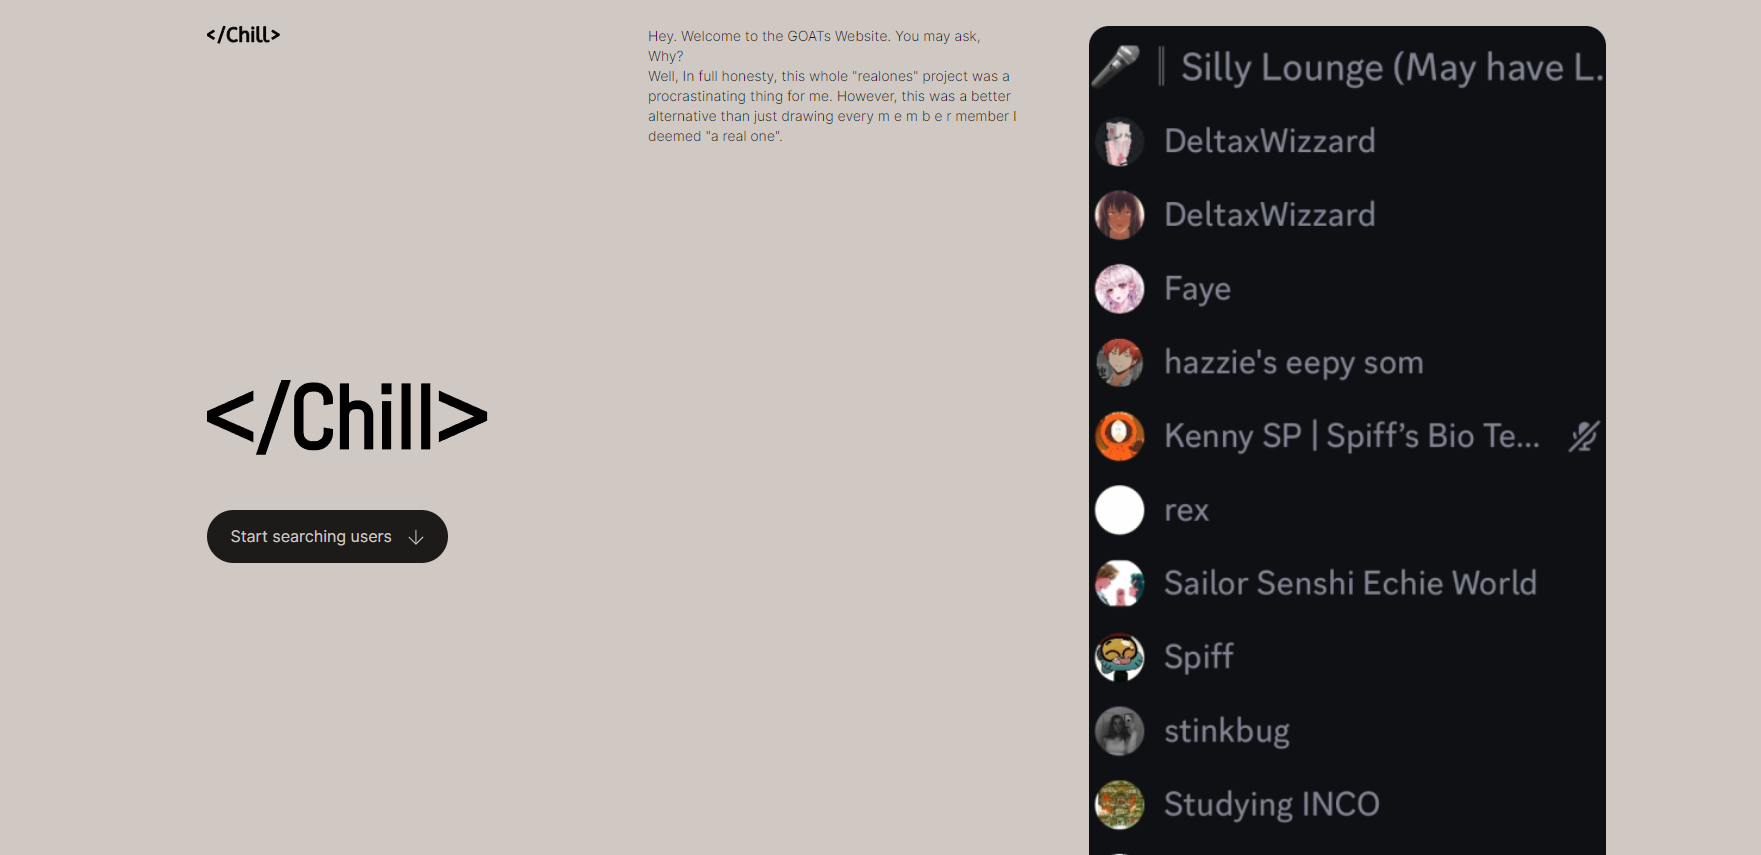 </Chill>
Hey. Welcome to the GOATs Website. You may ask,
Why?
Well, In full honesty, this whole "realones" project was a
procrastinating thing for me. However, this was a better
alternative than just drawing every m e m b e r member I
deemed "a real one".
</Chill>
Start searching users
Silly Lounge (May have L...
DeltaxWizzard
DeltaxWizzard
Faye
hazzie's eepy som
Kenny SP | Spiff’s Bio Te...
rex
Sailor Senshi Echie World
Spiff
stinkbug
Studying INCO